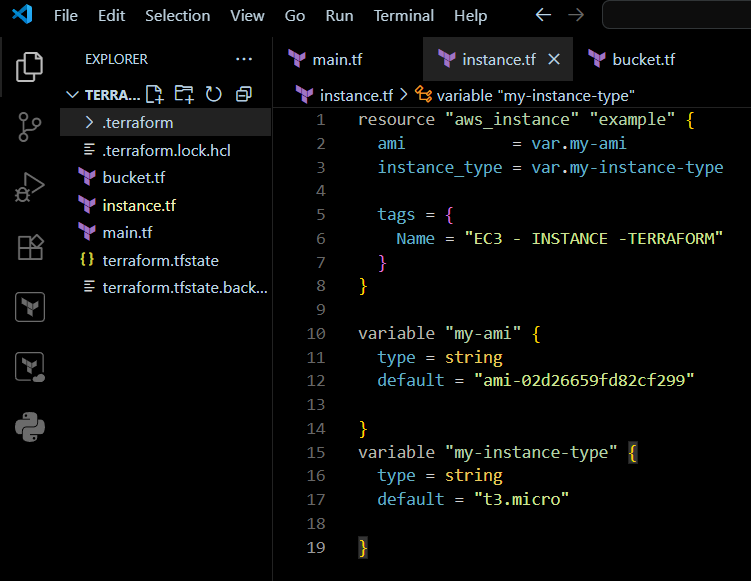 File Edit Selection View Go Run Terminal Help
EXPLORER
TERRA...
.terraform
.terraform.lock.hcl
bucket.tf
instance.tf
main.tf
terraform.tfstate
terraform.tfstate.back...
main.tf instance.tf bucket.tf
instance.tf > variable "my-instance-type"
1 resource "aws_instance" "example" {
2   ami           = var.my-ami
3   instance_type = var.my-instance-type
4
5   tags = {
6     Name = "EC3 - INSTANCE -TERRAFORM"
7   }
8 }
9
10 variable "my-ami" {
11   type = string
12   default = "ami-02d26659fd82cf299"
13
14 }
15 variable "my-instance-type" {
16   type = string
17   default = "t3.micro"
18
19 }